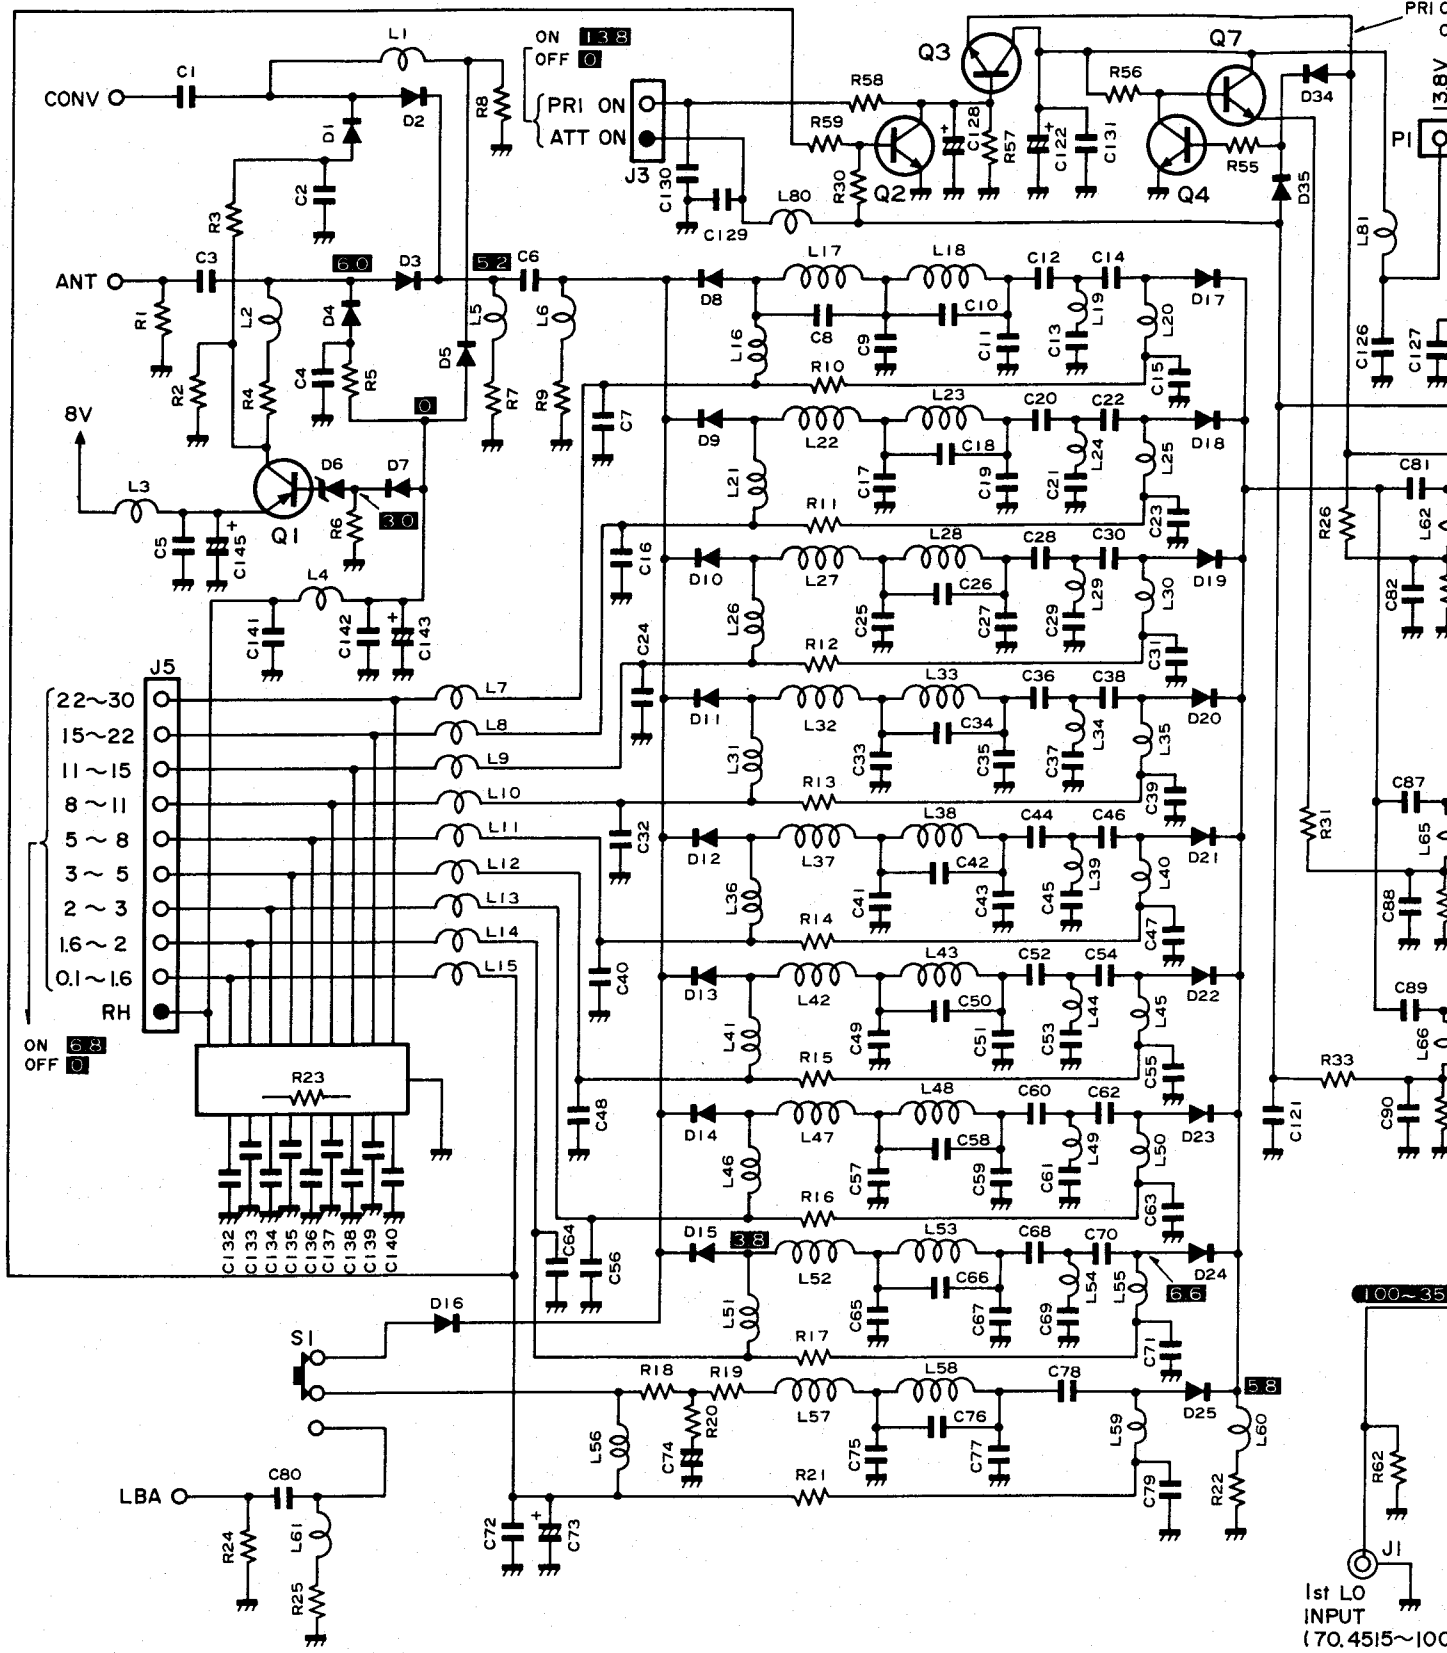 PRI O
O
L1
ON 13.8
OFF 0
Q3
Q7
CONV
C1
D1
D2
R8
PRI ON
ATT ON
J3
R58
R59
R30
Q2
C128
R57
C122
C131
R56
Q4
R55
D34
D35
13.8V
P1
C130
C129
L80
L81
R3
C2
ANT
C3
6.0
D3
5.2
C6
R1
L2
D4
D5
L5
L6
R2
R4
C4
R5
0
R7
R9
8V
L3
D6
D7
Q1
R6
3.0
C5
C145
L4
C141
C142
C143
D8
L17
L18
C12
C14
D17
L16
C8
C9
C10
C11
C13
L19
L20
R10
C15
C7
C126
C127
D9
L22
L23
C20
C22
D18
L21
C17
C18
C19
C21
L24
L25
R11
C23
C16
C81
L62
R26
C82
D10
L27
L28
C28
C30
D19
L26
C25
C26
C27
C29
L29
L30
R12
C31
C24
J5
22~30
15~22
11~15
8~11
5~8
3~5
2~3
1.6~2
0.1~1.6
RH
L7
L8
L9
L10
L11
L12
L13
L14
L15
ON 6.8
OFF 0
R23
C132
C133
C134
C135
C136
C137
C138
C139
C140
D11
L32
L33
C36
C38
D20
L31
C33
C34
C35
C37
L34
L35
R13
C39
C32
C87
L65
R31
C88
D12
L37
L38
C44
C46
D21
L36
C41
C42
C43
C45
L39
L40
R14
C47
C40
D13
L42
L43
C52
C54
D22
L41
C49
C50
C51
C53
L44
L45
R15
C55
C48
C89
L66
R33
C90
C121
D14
L47
L48
C60
C62
D23
L46
C57
C58
C59
C61
L49
L50
R16
C63
C64
C56
D15
3.8
L52
L53
C68
C70
D24
L51
C65
C66
C67
C69
L54
L55
6.6
R17
C71
D16
S1
R18
R19
L57
L58
C78
D25
5.8
L56
C74
R20
C75
C76
C77
L59
L60
R21
C79
R22
C72
C73
LBA
C80
R24
L61
R25
100~35
R62
J1
1st LO
INPUT
(70.4515~100